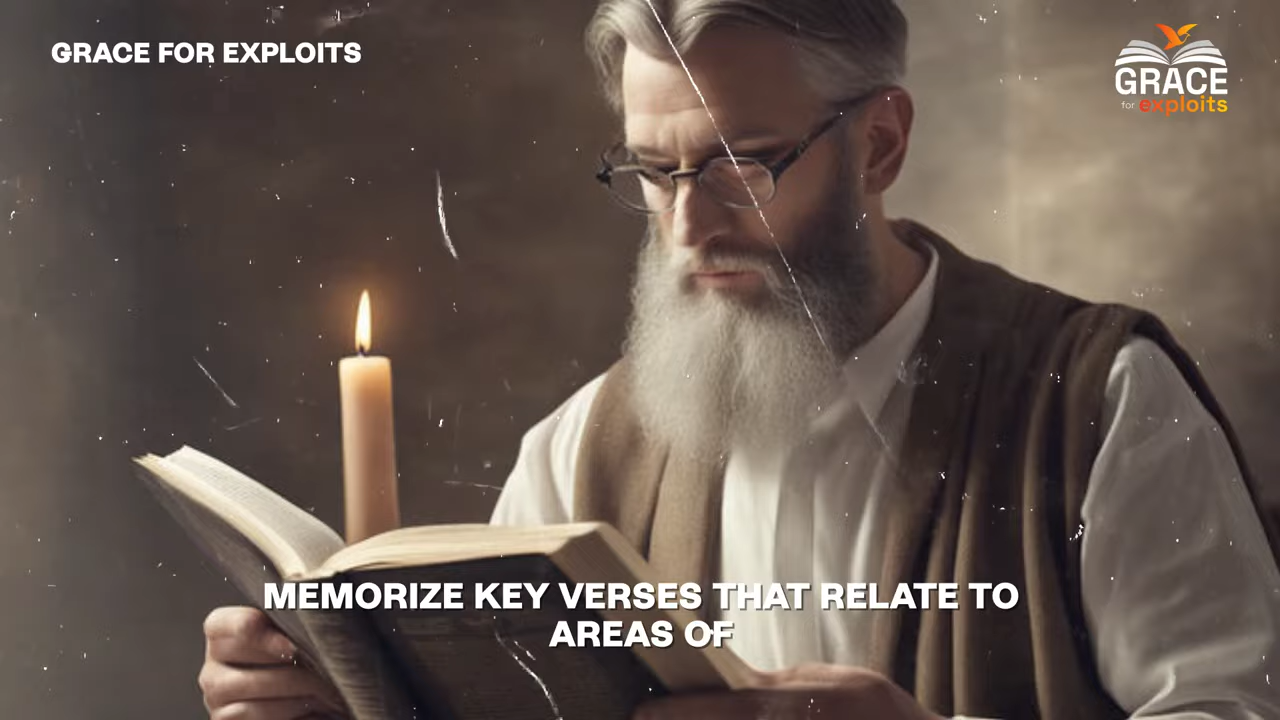 GRACE FOR EXPLOITS
GRACE
for exploits
MEMORIZE KEY VERSES THAT RELATE TO
AREAS OF